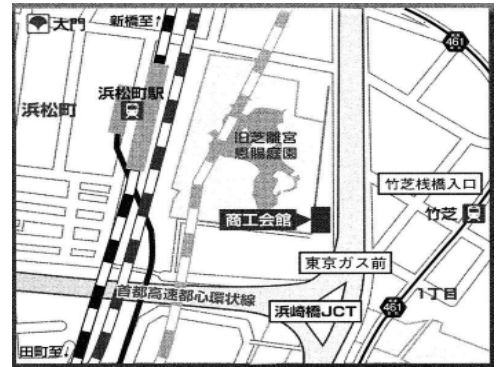 大門
新橋至↑
461
浜松町駅
浜松町
旧芝離宮
恩賜庭園
竹芝桟橋入口
竹芝
商工会館
東京ガス前
首都高速都心環状線
1丁目
浜崎橋JCT
461
田町至↓